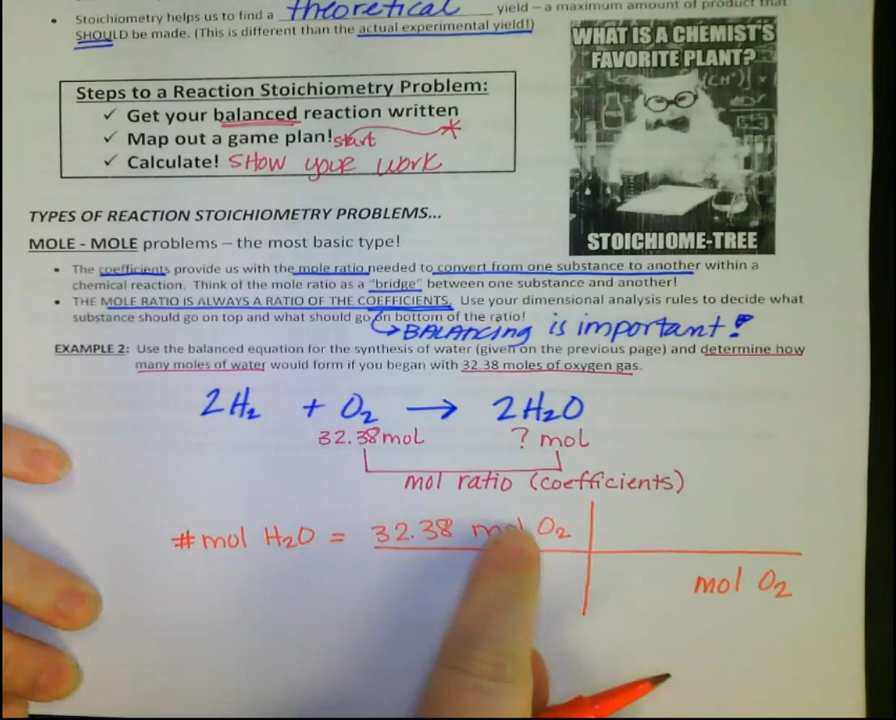 • Stoichiometry helps us to find a theoretical yield – a maximum amount of product that
SHOULD be made. (This is different than the actual experimental yield!)
WHAT IS A CHEMIST'S
FAVORITE PLANT?
STOICHIOME-TREE
Steps to a Reaction Stoichiometry Problem:
✓ Get your balanced reaction written
✓ Map out a game plan! start *
✓ Calculate! SHOW your work
TYPES OF REACTION STOICHIOMETRY PROBLEMS...
MOLE - MOLE problems – the most basic type!
• The coefficients provide us with the mole ratio needed to convert from one substance to another within a
chemical reaction. Think of the mole ratio as a "bridge" between one substance and another!
• THE MOLE RATIO IS ALWAYS A RATIO OF THE COEFFICIENTS. Use your dimensional analysis rules to decide what
substance should go on top and what should go on bottom of the ratio!
↳ BALANCING is important!
EXAMPLE 2: Use the balanced equation for the synthesis of water (given on the previous page) and determine how
many moles of water would form if you began with 32.38 moles of oxygen gas.
2H₂ + O₂ → 2H₂O
32.38 mol ? mol
mol ratio (coefficients)
#mol H₂O = 32.38 mol O₂
mol O₂